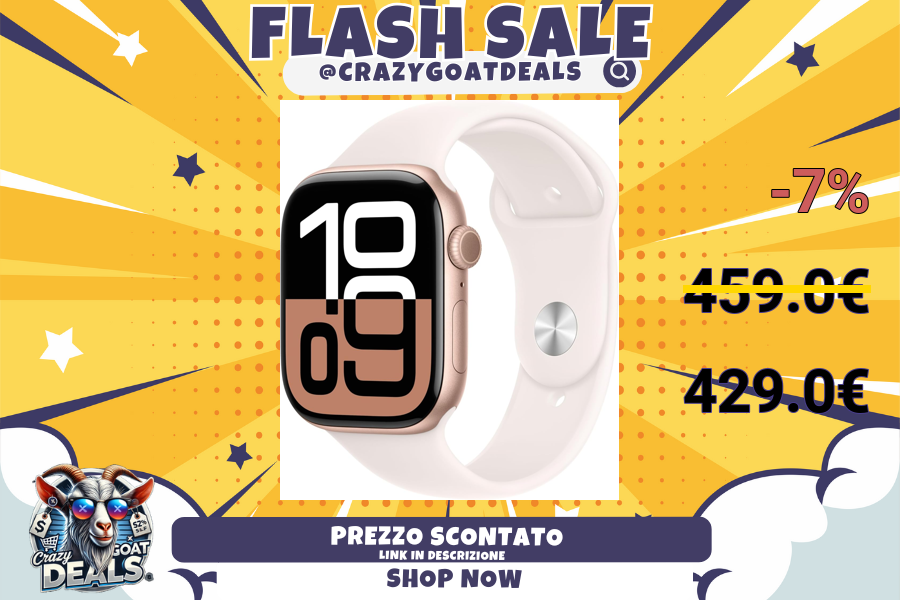 FLASH SALE
@CRAZYGOATDEALS
-7%
459.0€
429.0€
10
09
$
52%
Crazy
GOAT
DEALS
PREZZO SCONTATO
LINK IN DESCRIZIONE
SHOP NOW